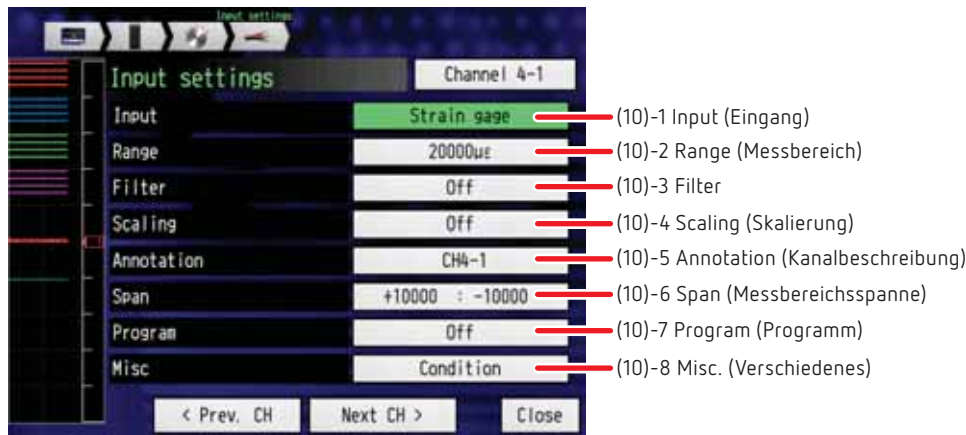 Input settings
Input settings
Channel 4-1
Input
Strain gage
(10)-1 Input (Eingang)
Range
20000με
(10)-2 Range (Messbereich)
Filter
Off
(10)-3 Filter
Scaling
Off
(10)-4 Scaling (Skalierung)
Annotation
CH4-1
(10)-5 Annotation (Kanalbeschreibung)
Span
+10000 : -10000
(10)-6 Span (Messbereichsspanne)
Program
Off
(10)-7 Program (Programm)
Misc
Condition
(10)-8 Misc. (Verschiedenes)
< Prev. CH
Next CH >
Close